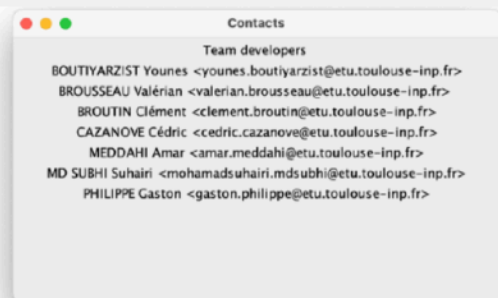 Contacts
Team developers
BOUTIYARZIST Younes <younes.boutiyarzist@etu.toulouse-inp.fr>
BROUSSEAU Valérian <valerian.brousseau@etu.toulouse-inp.fr>
BROUTIN Clément <clement.broutin@etu.toulouse-inp.fr>
CAZANOVE Cédric <cedric.cazanove@etu.toulouse-inp.fr>
MEDDAHI Amar <amar.meddahi@etu.toulouse-inp.fr>
MD SUBHI Suhairi <mohamadsuhairi.mdsubhi@etu.toulouse-inp.fr>
PHILIPPE Gaston <gaston.philippe@etu.toulouse-inp.fr>